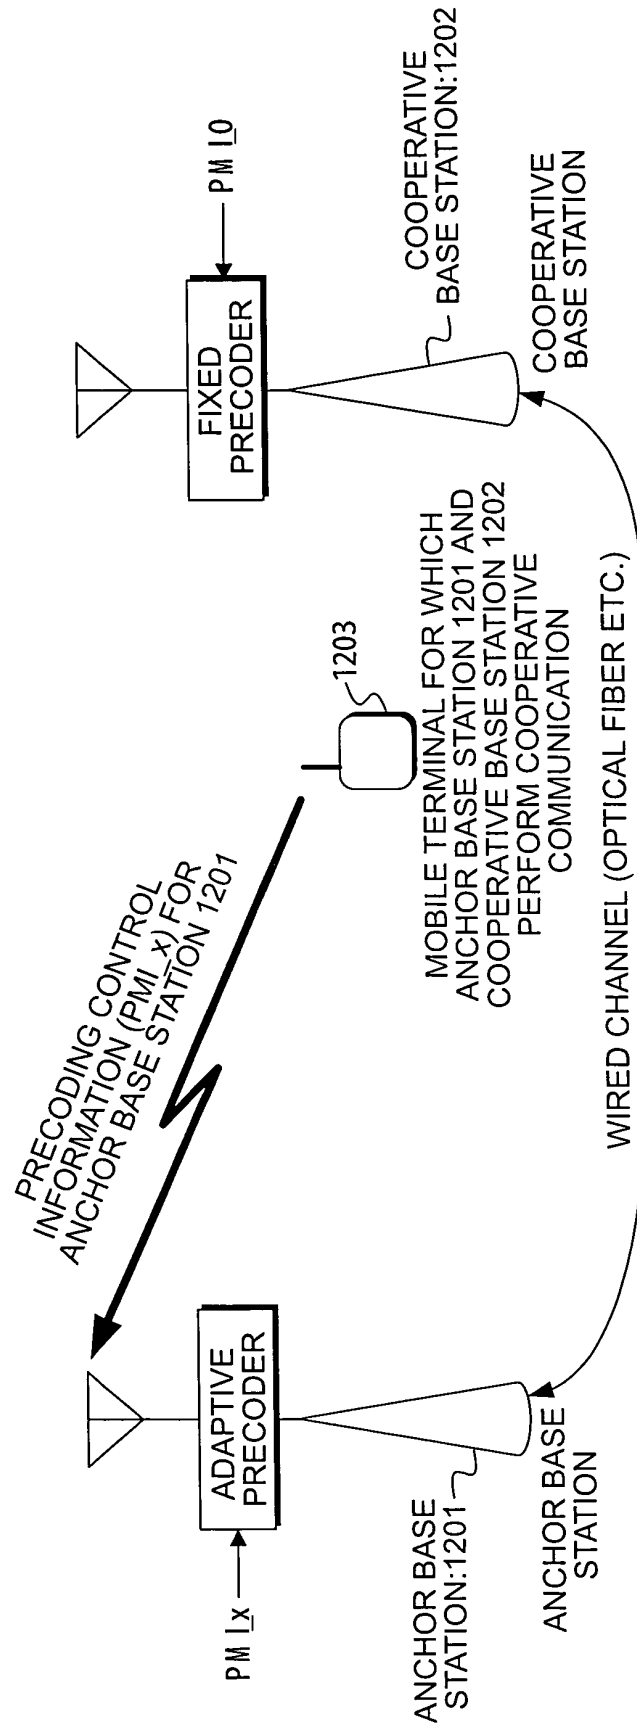 PRECODING CONTROL
INFORMATION (PMI_x) FOR
ANCHOR BASE STATION 1201
PMI_x
ADAPTIVE
PRECODER
ANCHOR BASE
STATION:1201
ANCHOR BASE
STATION
1203
MOBILE TERMINAL FOR WHICH
ANCHOR BASE STATION 1201 AND
COOPERATIVE BASE STATION 1202
PERFORM COOPERATIVE
COMMUNICATION
FIXED
PRECODER
PMI_0
COOPERATIVE
BASE STATION:1202
COOPERATIVE
BASE STATION
WIRED CHANNEL (OPTICAL FIBER ETC.)